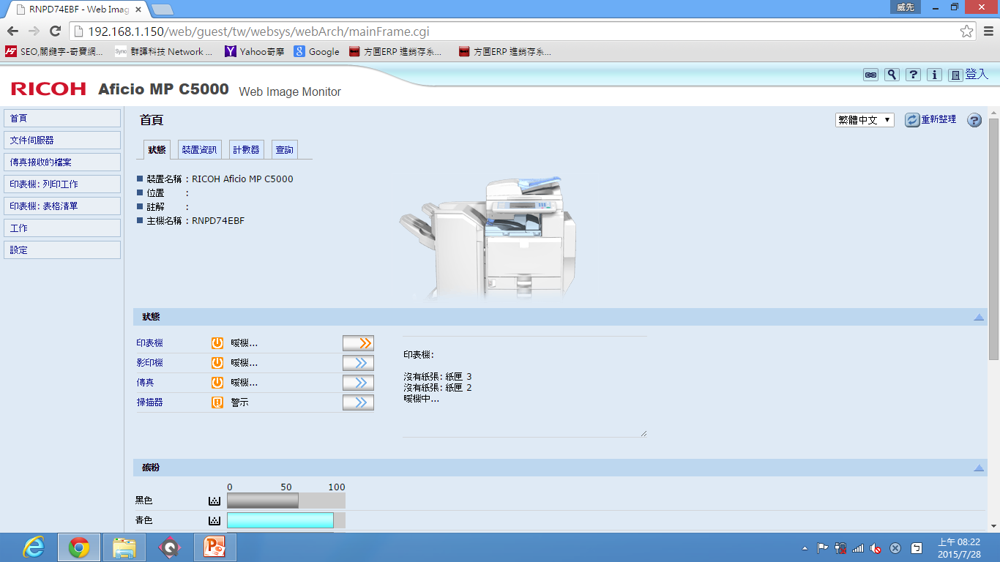 RNPD74EBF - Web Imag
威先
192.168.1.150/web/guest/tw/websys/webArch/mainFrame.cgi
SEO,關鍵字-奇寶網... Syno 群暉科技 Network ... Yahoo奇摩 Google 方圓ERP 進銷存系... 方圓ERP 進銷存系...
登入
RICOH Aficio MP C5000 Web Image Monitor
首頁
文件伺服器
傳真接收的檔案
印表機: 列印工作
印表機: 表格清單
工作
設定
首頁
繁體中文
重新整理
狀態 裝置資訊 計數器 查詢
裝置名稱 : RICOH Aficio MP C5000
位置 :
註解 :
主機名稱 : RNPD74EBF
狀態
印表機 暖機...
影印機 暖機...
傳真 暖機...
掃描器 警示
印表機:
沒有紙張: 紙匣 3
沒有紙張: 紙匣 2
暖機中...
碳粉
0 50 100
黑色
青色
上午 08:22
2015/7/28